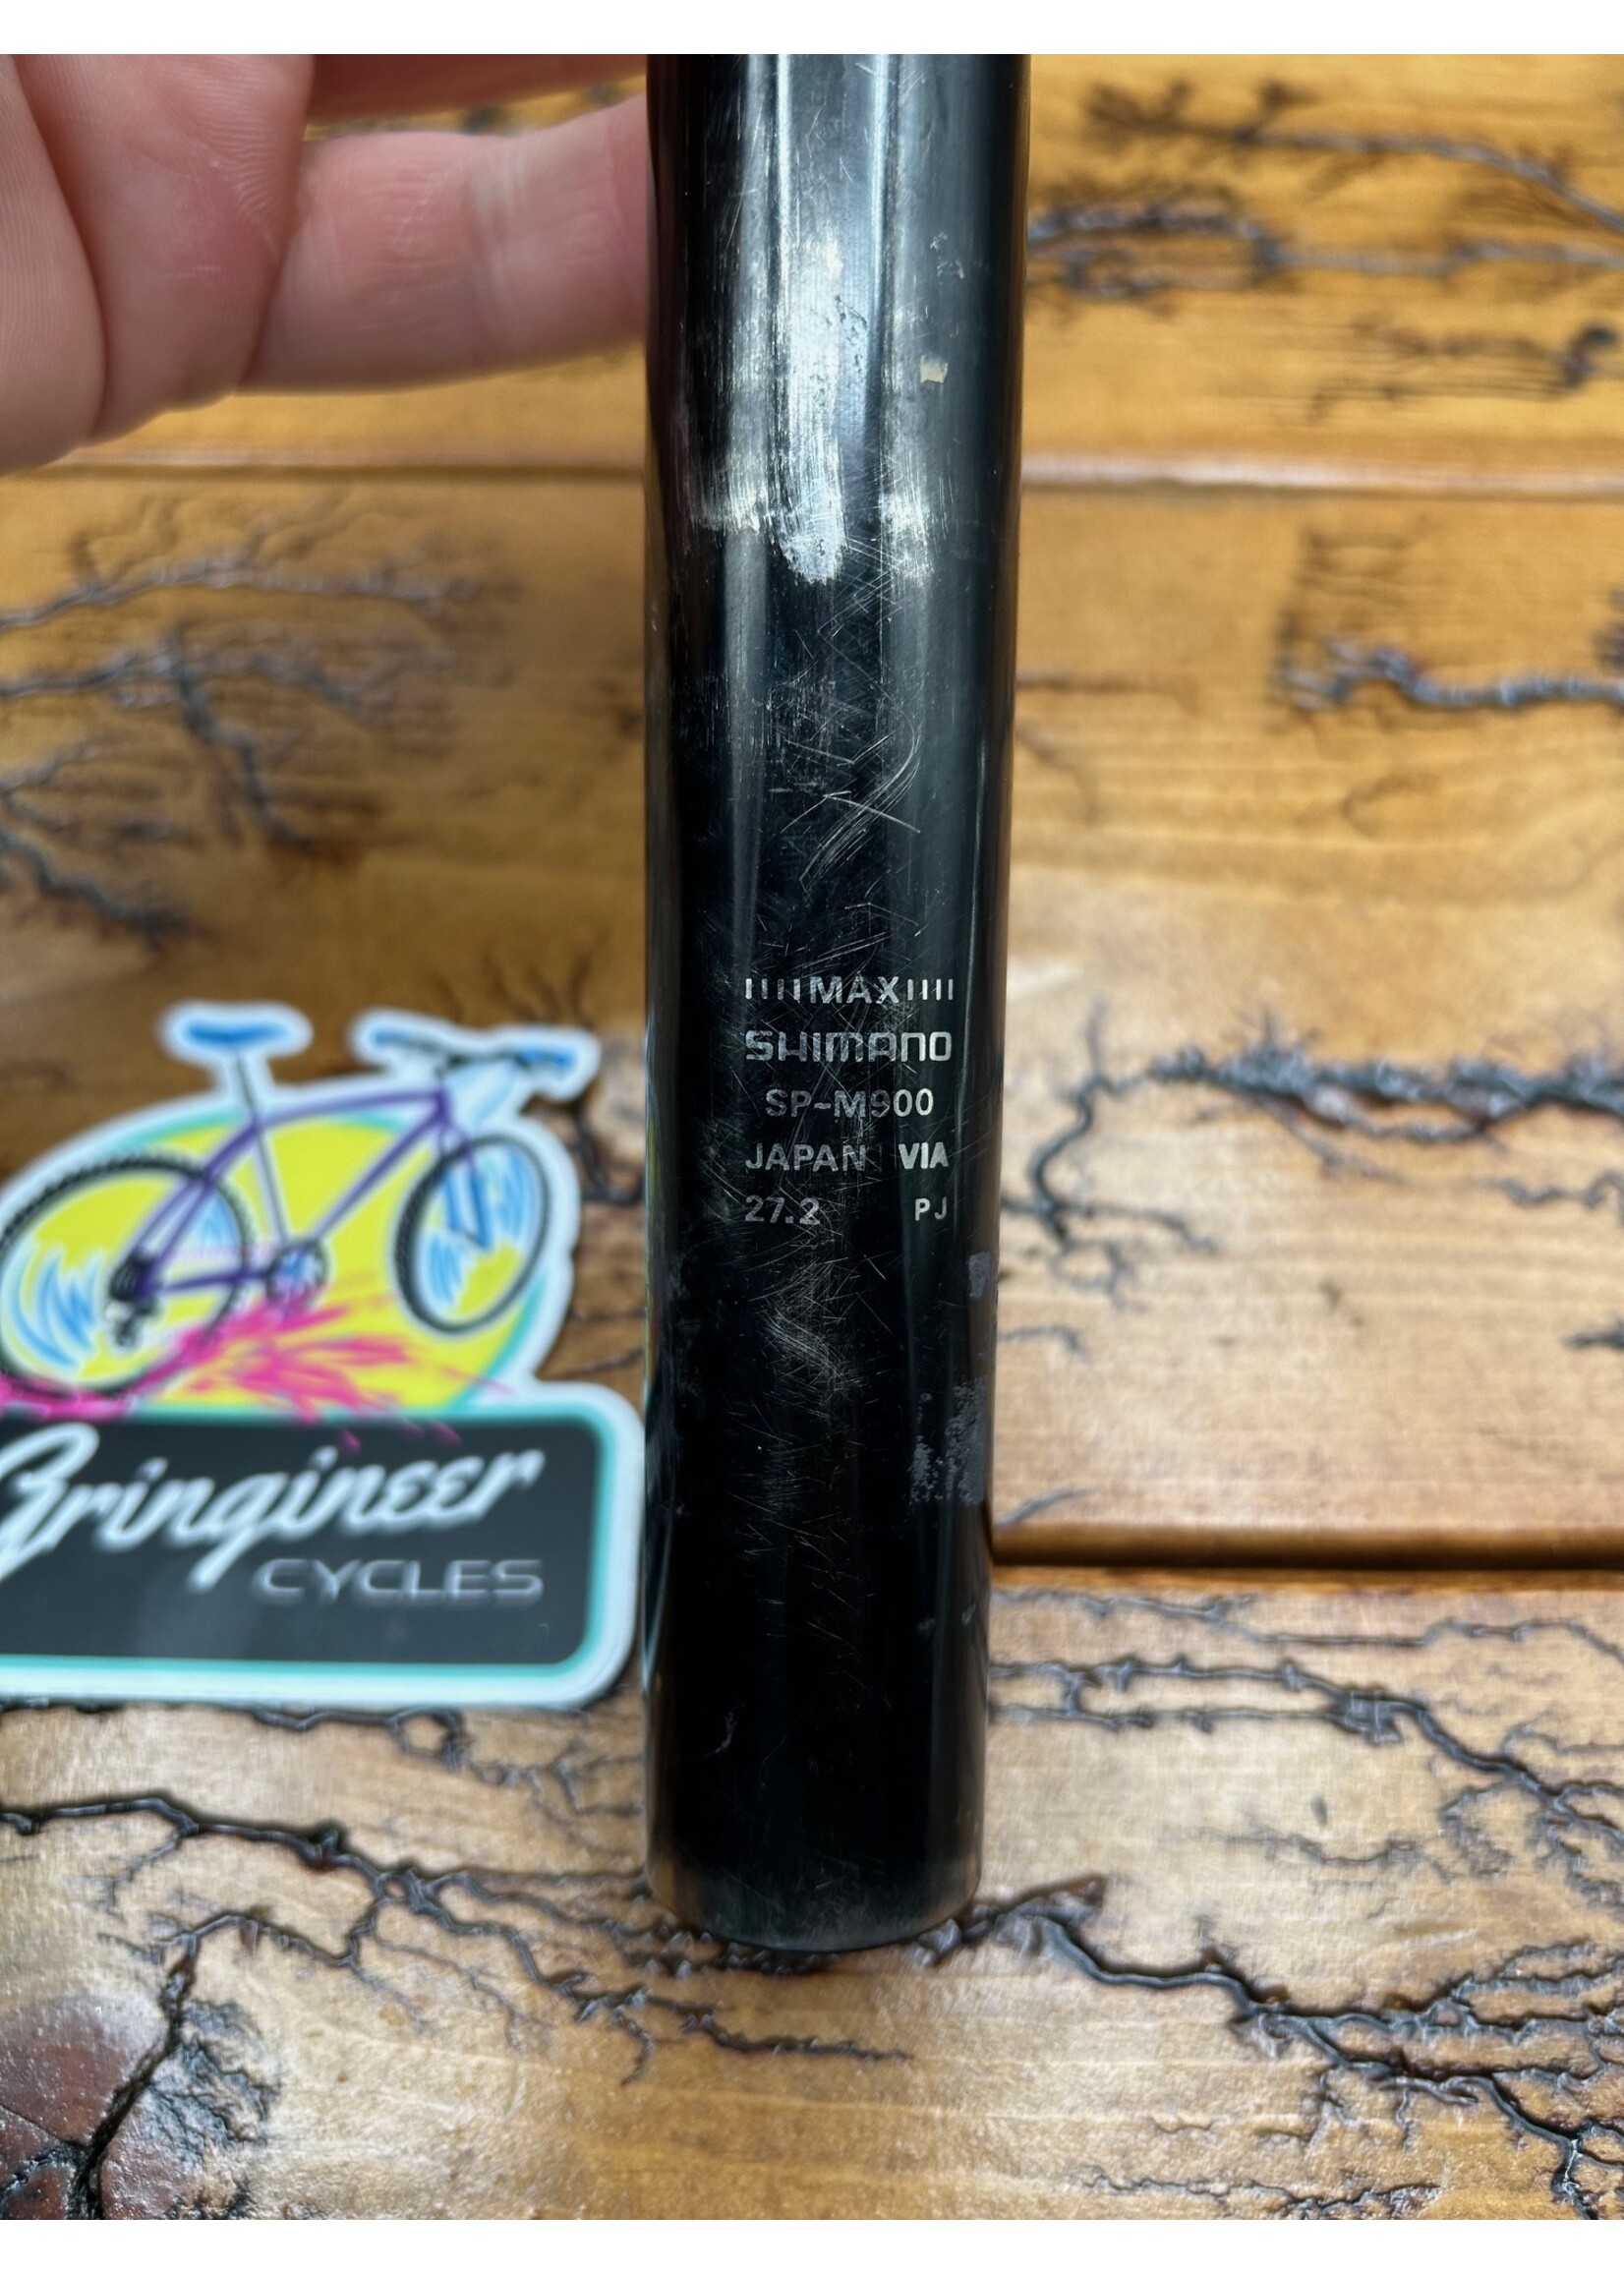 MAX
SHIMANO
SP-M900
JAPAN VIA
27.2 PJ
Gringineer
CYCLES